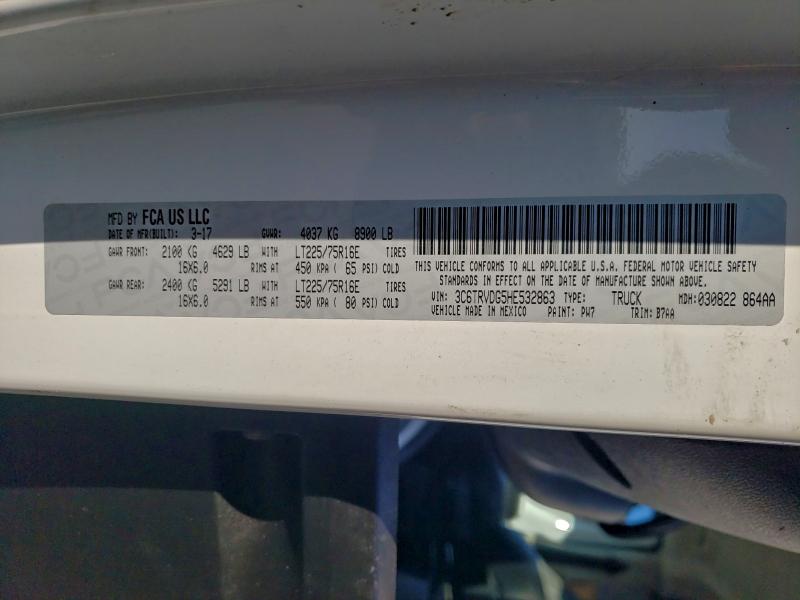 MFD BY FCA US LLC
DATE OF MFR(BUILT): 3-17 GVWR: 4037 KG 8900 LB
GAWR FRONT: 2100 KG 4629 LB WITH LT225/75R16E TIRES
16X6.0 RIMS AT 450 KPA ( 65 PSI) COLD
GAWR REAR: 2400 KG 5291 LB WITH LT225/75R16E TIRES
16X6.0 RIMS AT 550 KPA ( 80 PSI) COLD
THIS VEHICLE CONFORMS TO ALL APPLICABLE U.S.A. FEDERAL MOTOR VEHICLE SAFETY
STANDARDS IN EFFECT ON THE DATE OF MANUFACTURE SHOWN ABOVE.
VIN: 3C6TRVDG5HE532863 TYPE: TRUCK MDH: 030822 864AA
VEHICLE MADE IN MEXICO PAINT: PW7 TRIM: B7AA